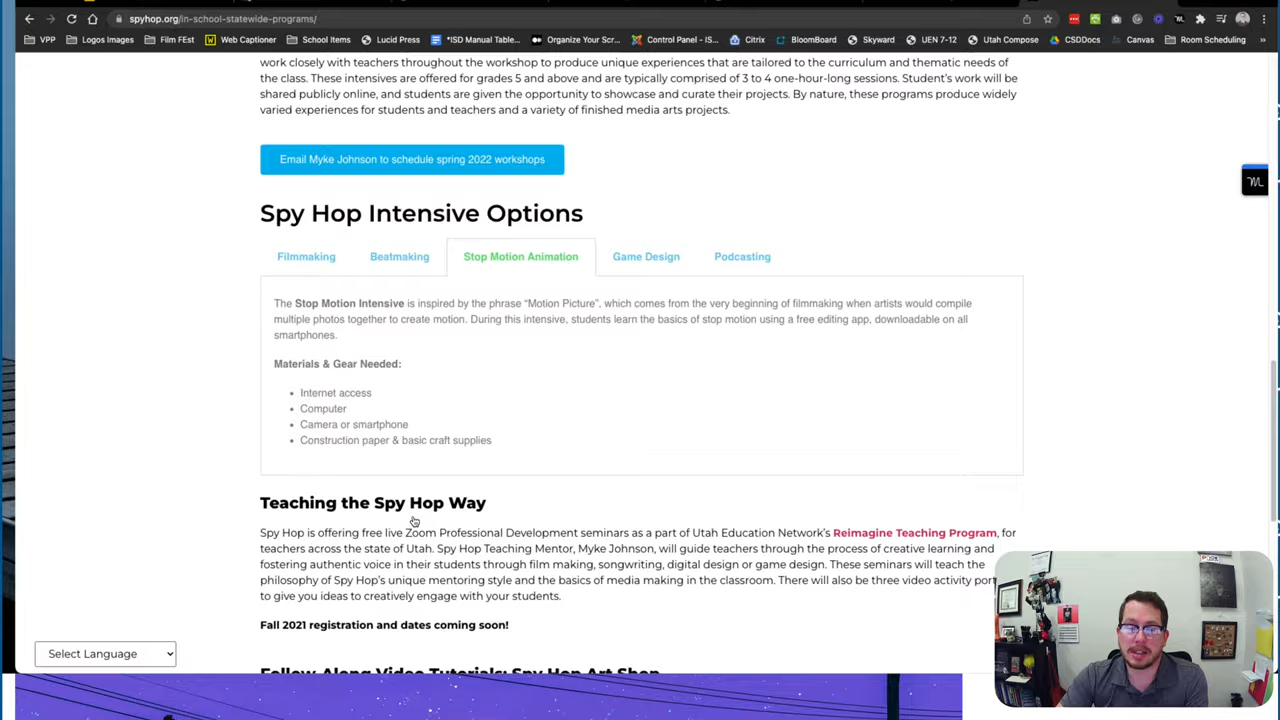 spyhop.org/in-school-statewide-programs/
VPP Logos Images Film FEst Web Captioner School Items Lucid Press *ISD Manual Table... Organize Your Scr... Control Panel - IS... Citrix BloomBoard Skyward UEN 7-12 Utah Compose CSDDocs Canvas Room Scheduling »
work closely with teachers throughout the workshop to produce unique experiences that are tailored to the curriculum and thematic needs of
the class. These intensives are offered for grades 5 and above and are typically comprised of 3 to 4 one-hour-long sessions. Student's work will be
shared publicly online, and students are given the opportunity to showcase and curate their projects. By nature, these programs produce widely
varied experiences for students and teachers and a variety of finished media arts projects.
Email Myke Johnson to schedule spring 2022 workshops
Spy Hop Intensive Options
Filmmaking Beatmaking Stop Motion Animation Game Design Podcasting
The Stop Motion Intensive is inspired by the phrase “Motion Picture”, which comes from the very beginning of filmmaking when artists would compile
multiple photos together to create motion. During this intensive, students learn the basics of stop motion using a free editing app, downloadable on all
smartphones.
Materials & Gear Needed:
• Internet access
• Computer
• Camera or smartphone
• Construction paper & basic craft supplies
Teaching the Spy Hop Way
Spy Hop is offering free live Zoom Professional Development seminars as a part of Utah Education Network's Reimagine Teaching Program, for
teachers across the state of Utah. Spy Hop Teaching Mentor, Myke Johnson, will guide teachers through the process of creative learning and
fostering authentic voice in their students through film making, songwriting, digital design or game design. These seminars will teach the
philosophy of Spy Hop's unique mentoring style and the basics of media making in the classroom. There will also be three video activity
to give you ideas to creatively engage with your students.
Fall 2021 registration and dates coming soon!
Select Language
Follow Along Video Tutorials: Spy Hop Art Shop